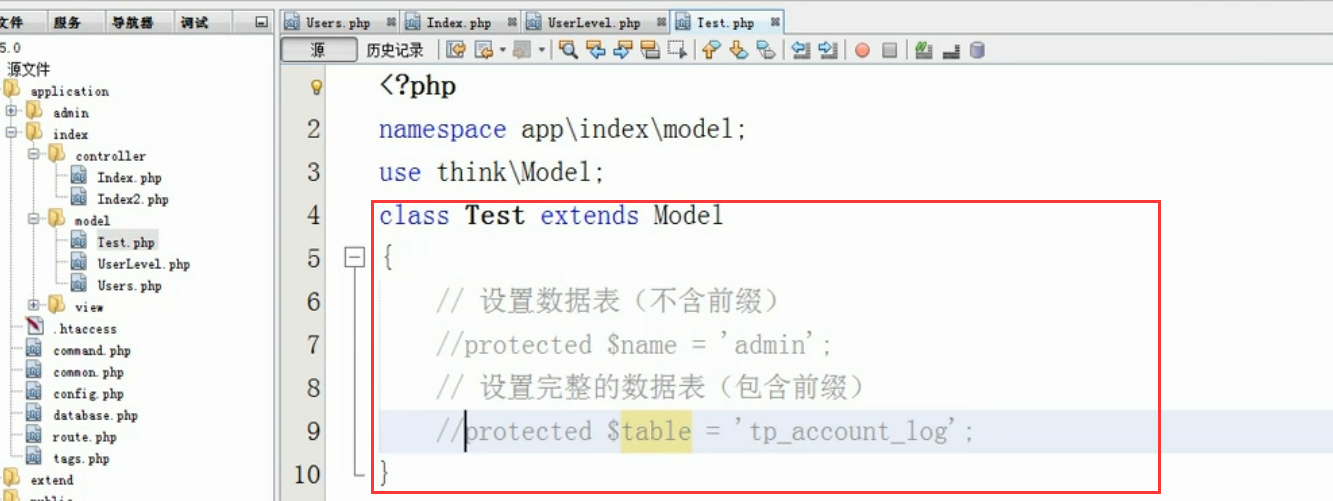 文件 服务 导航器 调试
Users.php Index.php UserLevel.php Test.php
源 历史记录
5.0
源文件
application
admin
index
controller
Index.php
Index2.php
model
Test.php
UserLevel.php
Users.php
view
.htaccess
command.php
common.php
config.php
database.php
route.php
tags.php
extend
public
<?php
2 namespace app\index\model;
3 use think\Model;
4 class Test extends Model
5 {
6 // 设置数据表（不含前缀）
7 //protected $name = 'admin';
8 // 设置完整的数据表（包含前缀）
9 //protected $table = 'tp_account_log';
10 }